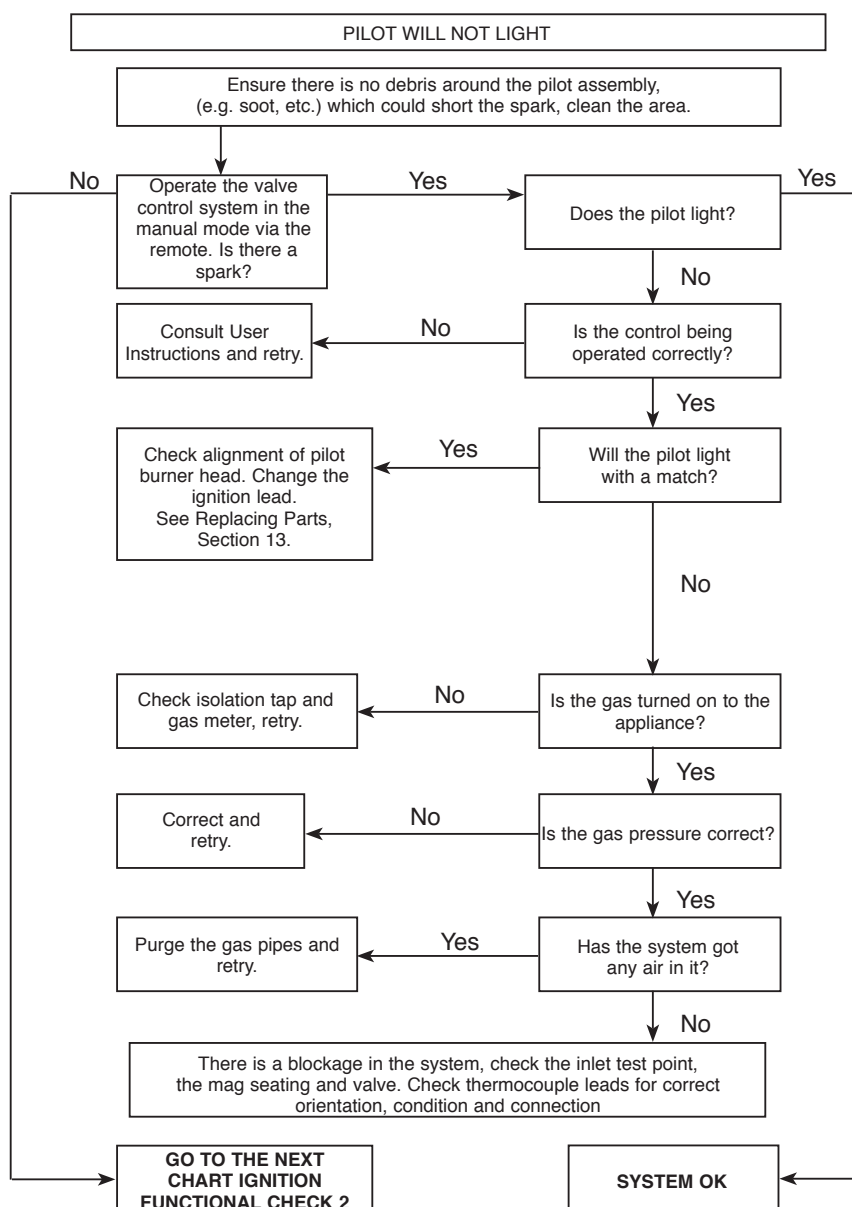 PILOT WILL NOT LIGHT
Ensure there is no debris around the pilot assembly,
(e.g. soot, etc.) which could short the spark, clean the area.
No
Operate the valve
control system in the
manual mode via the
remote. Is there a
spark?
Yes
Does the pilot light?
Yes
No
Consult User
Instructions and retry.
No
Is the control being
operated correctly?
Yes
Check alignment of pilot
burner head. Change the
ignition lead.
See Replacing Parts,
Section 13.
Yes
Will the pilot light
with a match?
No
Check isolation tap and
gas meter, retry.
No
Is the gas turned on to the
appliance?
Yes
Correct and
retry.
No
Is the gas pressure correct?
Yes
Purge the gas pipes and
retry.
Yes
Has the system got
any air in it?
No
There is a blockage in the system, check the inlet test point,
the mag seating and valve. Check thermocouple leads for correct
orientation, condition and connection
GO TO THE NEXT
CHART IGNITION
FUNCTIONAL CHECK 2
SYSTEM OK